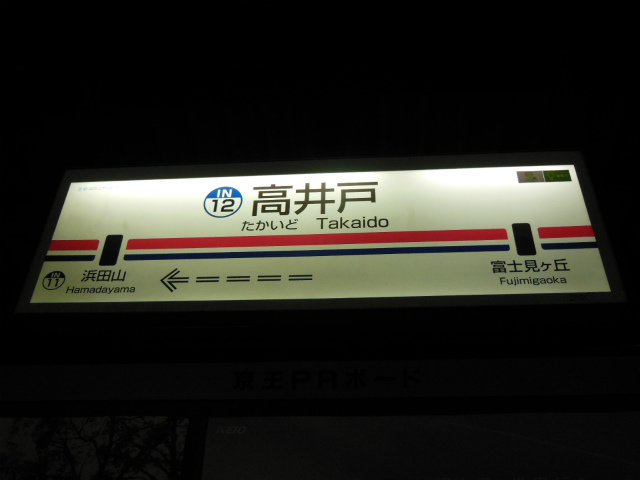 IN
12
高井戸
たかいど Takaido
浜田山
IN
11
Hamadayama
富士見ヶ丘
Fujimigaoka
京王PRボード